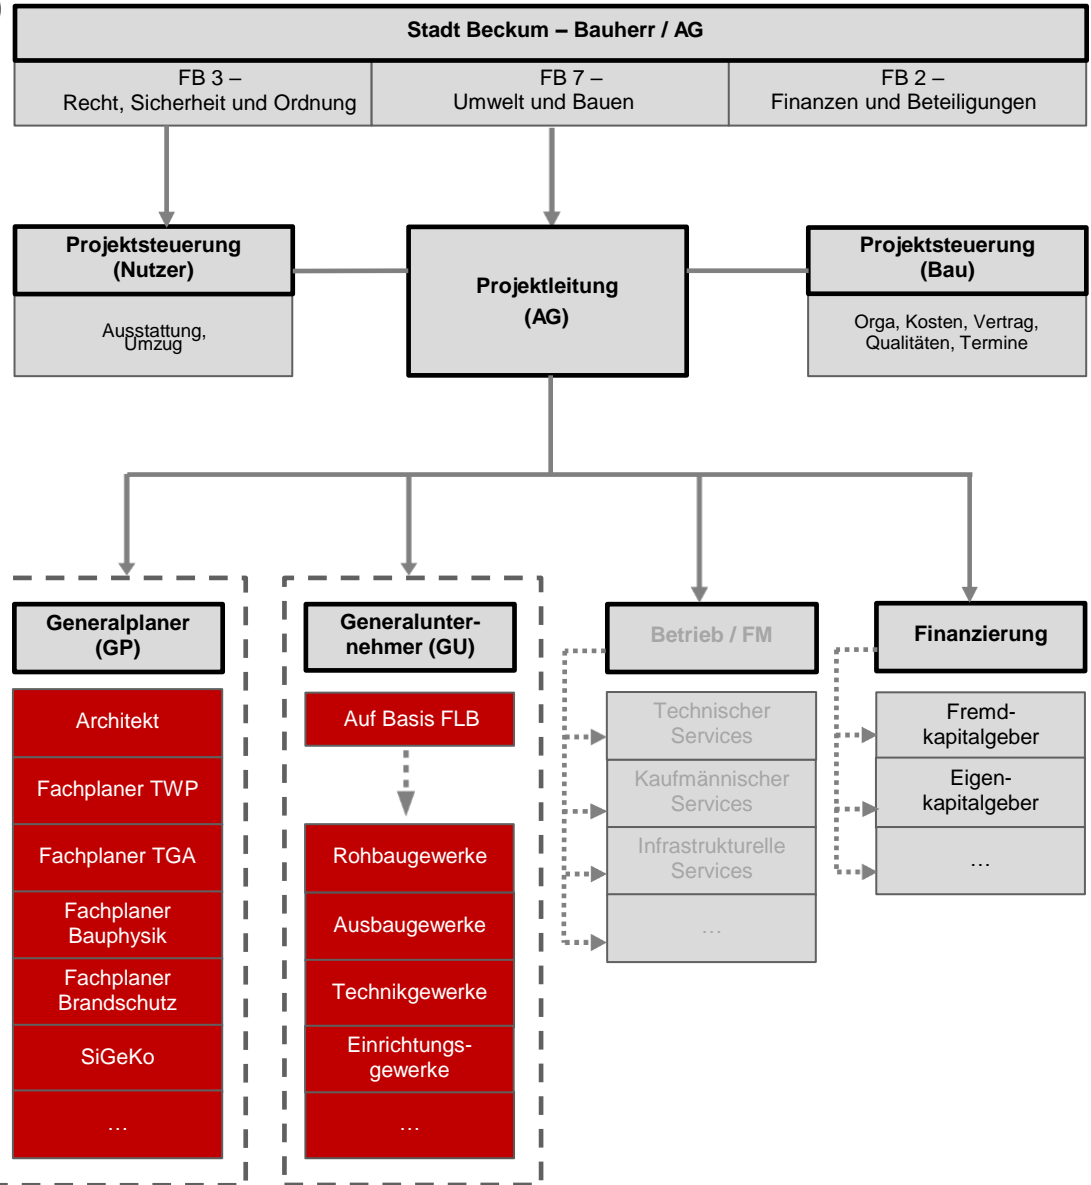 )
Stadt Beckum – Bauherr / AG
FB 3 –
Recht, Sicherheit und Ordnung
FB 7 –
Umwelt und Bauen
FB 2 –
Finanzen und Beteiligungen
Projektsteuerung
(Nutzer)
Ausstattung,
Umzug
Projektleitung
(AG)
Projektsteuerung
(Bau)
Orga, Kosten, Vertrag,
Qualitäten, Termine
Generalplaner
(GP)
Architekt
Fachplaner TWP
Fachplaner TGA
Fachplaner
Bauphysik
Fachplaner
Brandschutz
SiGeKo
…
Generalunter-
nehmer (GU)
Auf Basis FLB
Rohbaugewerke
Ausbaugewerke
Technikgewerke
Einrichtungs-
gewerke
…
Betrieb / FM
Technischer
Services
Kaufmännischer
Services
Infrastrukturelle
Services
…
Finanzierung
Fremd-
kapitalgeber
Eigen-
kapitalgeber
…